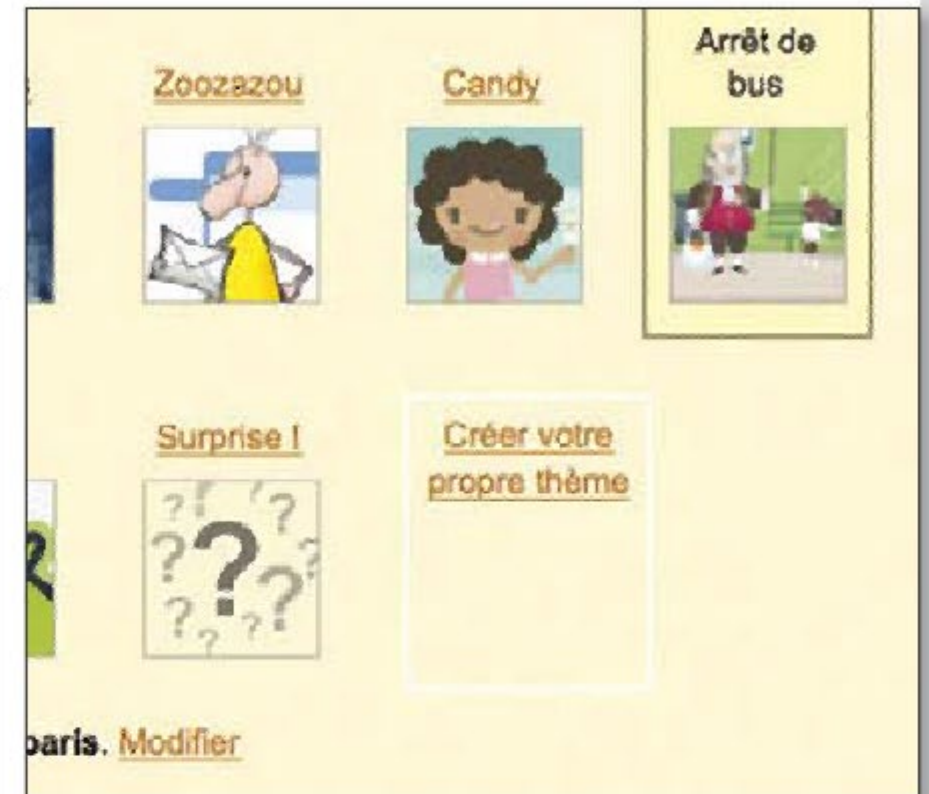 Zoozazou
Candy
Arrêt de
bus
Surprise !
Créer votre
propre thème
paris. Modifier